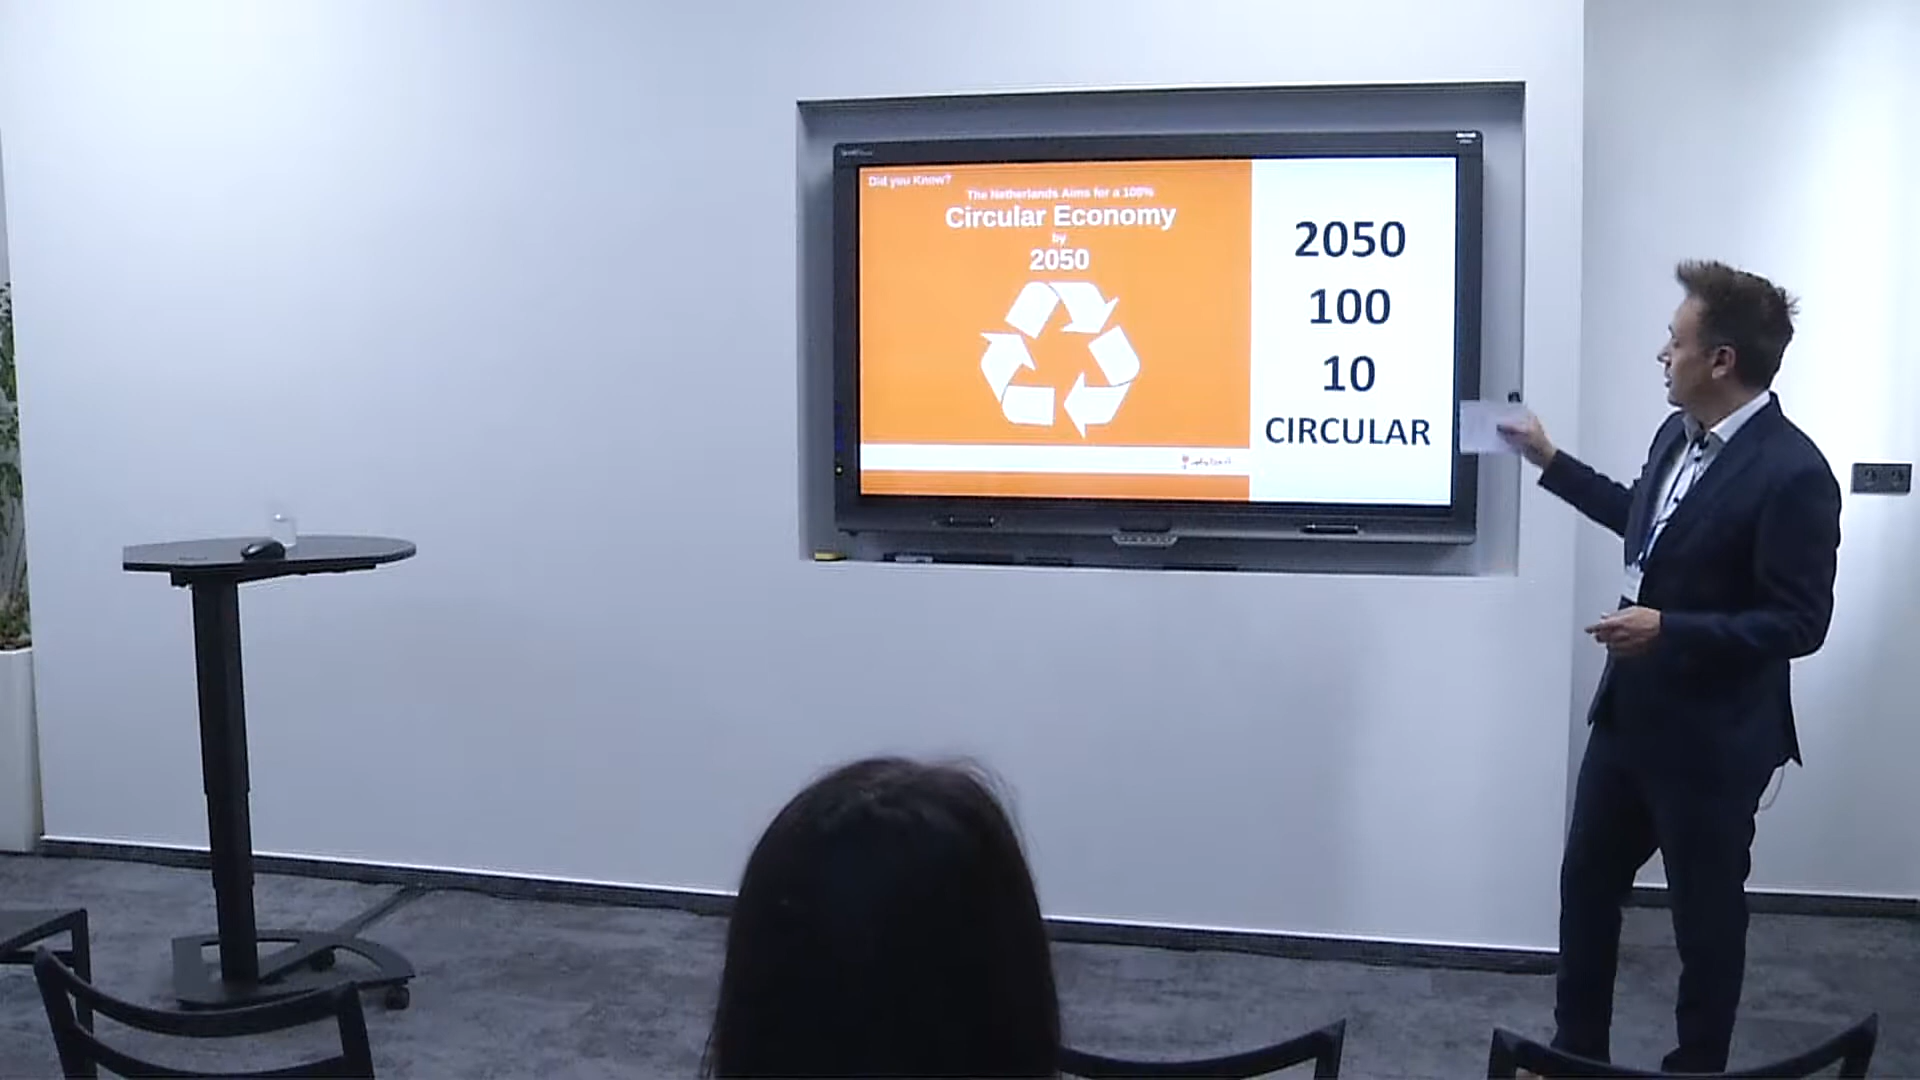 Did you Know?
The Netherlands Aims for a 100%
Circular Economy
by
2050
2050
100
10
CIRCULAR